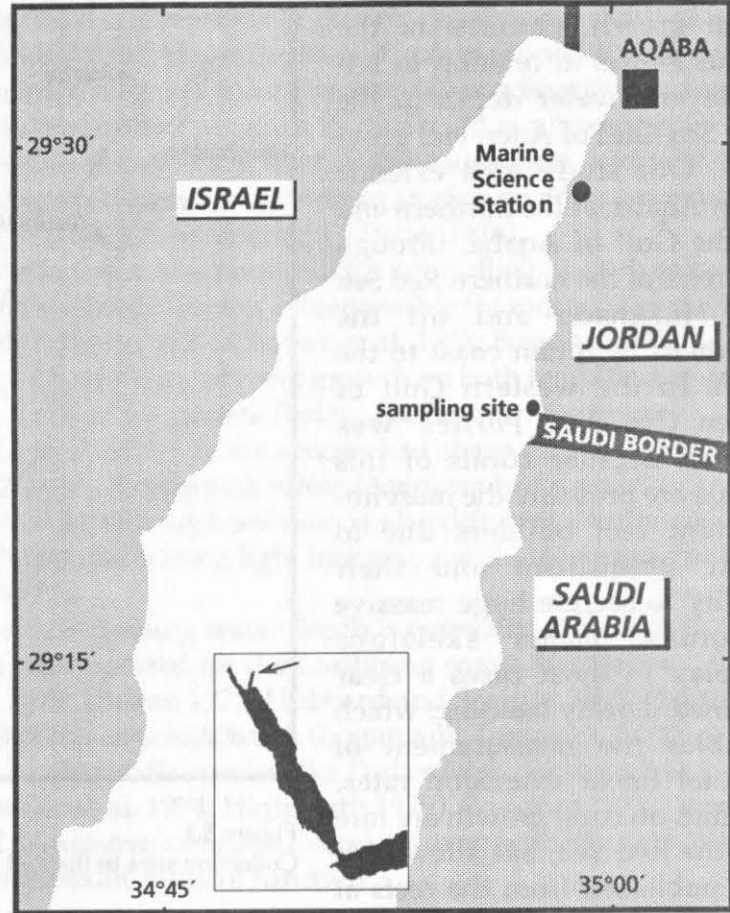 AQABA
29°30′
Marine
Science
Station
ISRAEL
JORDAN
sampling site
SAUDI BORDER
SAUDI
ARABIA
29°15′
34°45′
35°00′